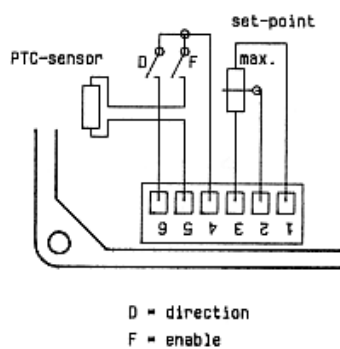 set-point
PTC-sensor
D
F
max.
6 5 4 3 2 1
D = direction
F = enable